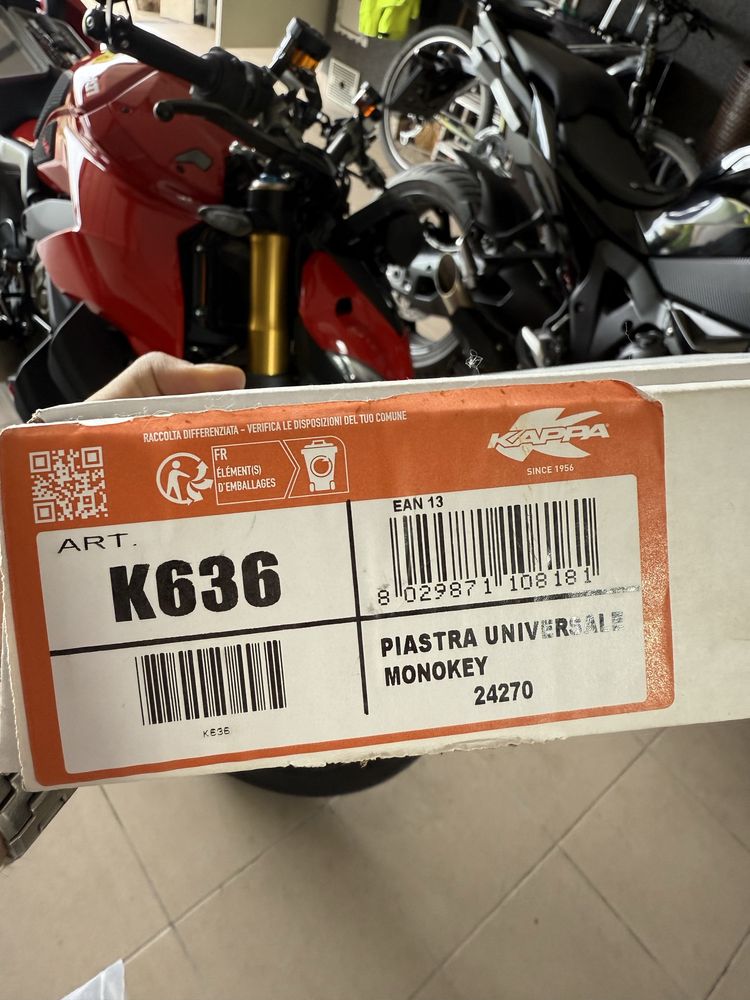 RACCOLTA DIFFERENZIATA - VERIFICA LE DISPOSIZIONI DEL TUO COMUNE
FR
ÉLÉMENT(S)
D'EMBALLAGES
KAPPA
SINCE 1956
ART.
K636
EAN 13
8 029871 108181
K636
PIASTRA UNIVERSALE
MONOKEY
24270